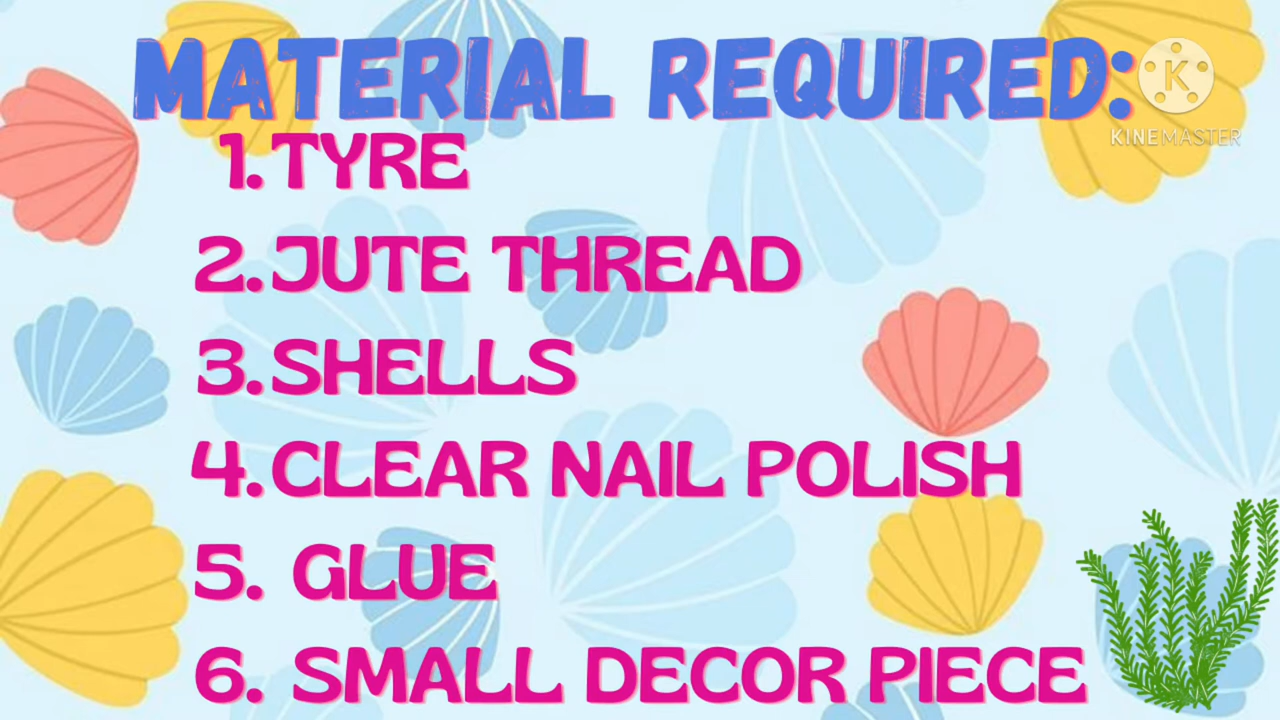 MATERIAL REQUIRED:
K
KINEMASTER
1. TYRE
2. JUTE THREAD
3. SHELLS
4. CLEAR NAIL POLISH
5. GLUE
6. SMALL DECOR PIECE